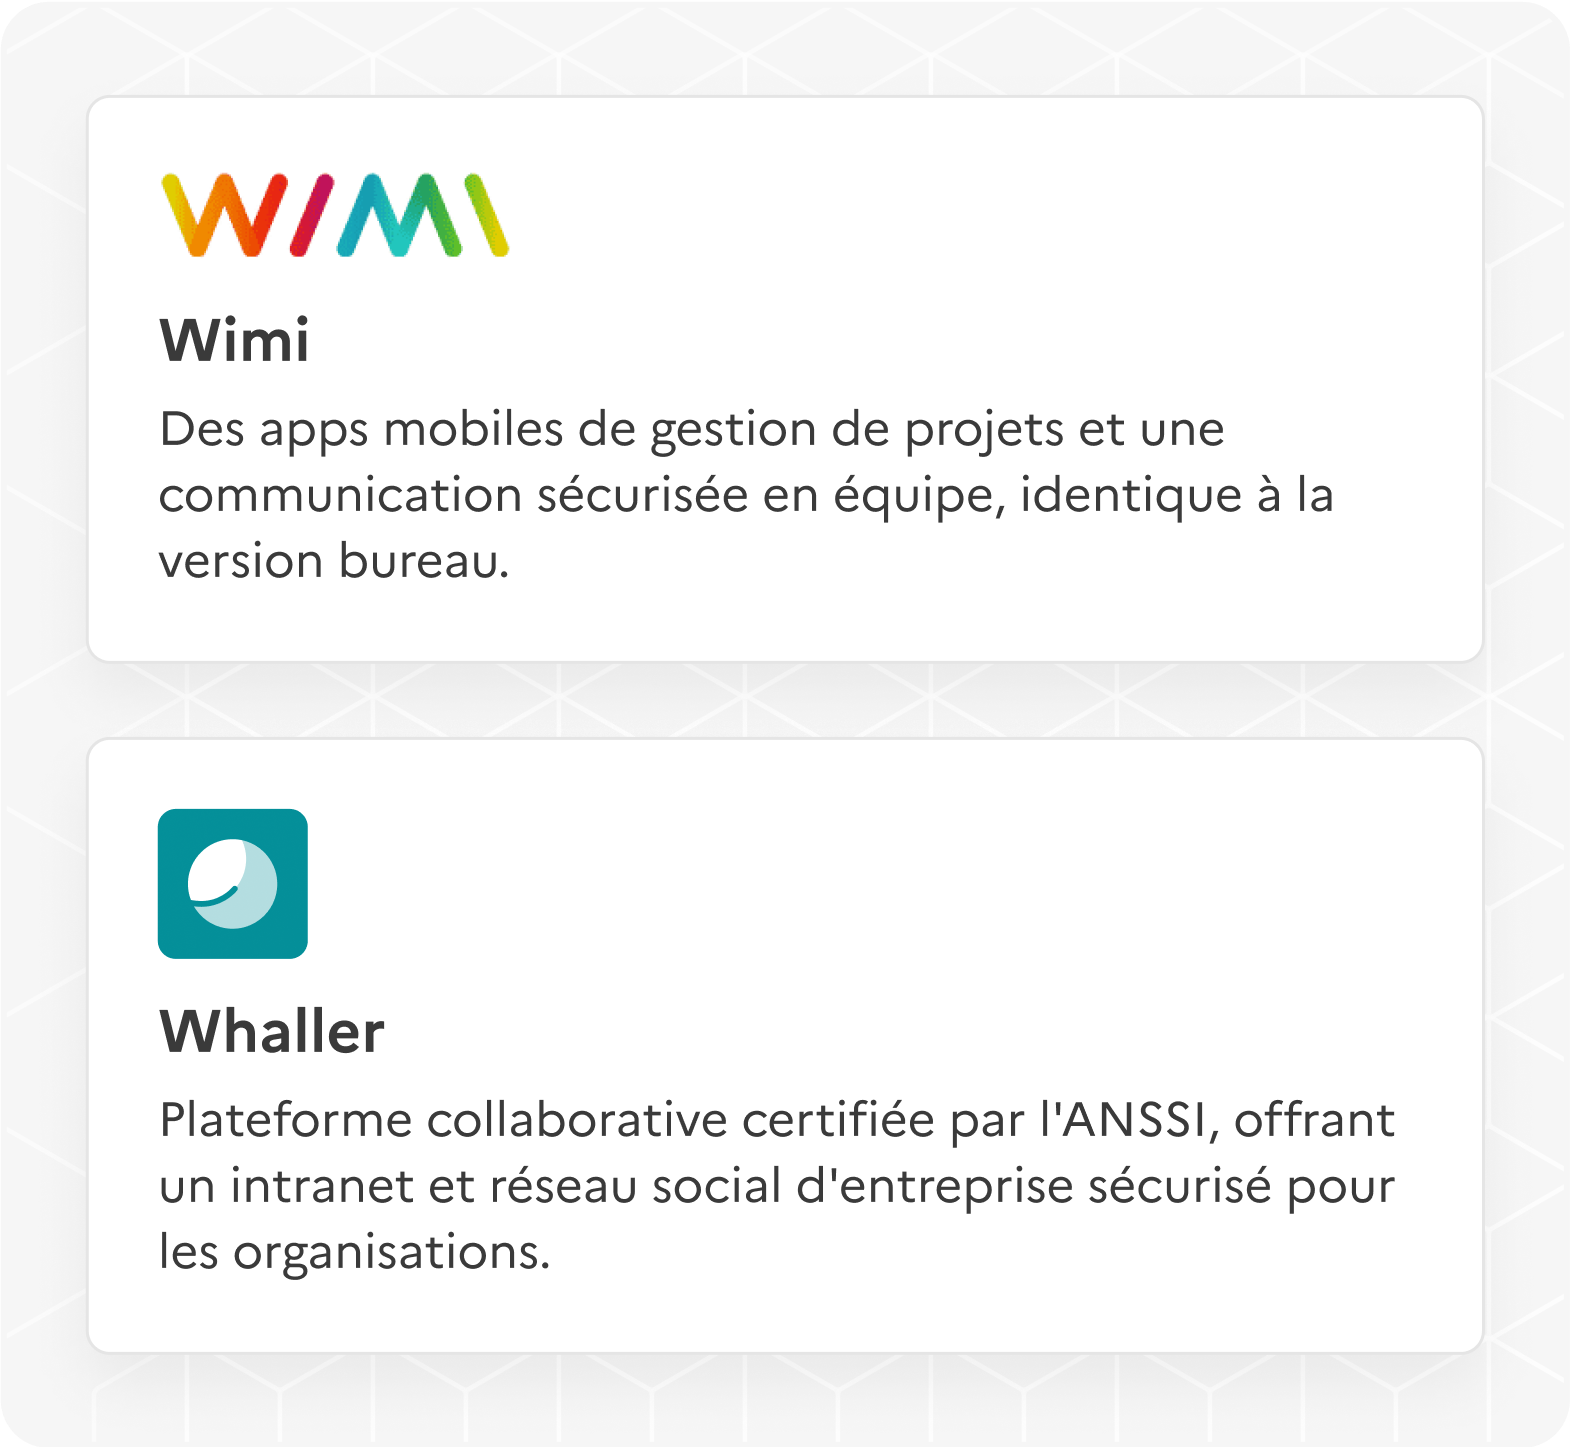 WIMI
Wimi
Des apps mobiles de gestion de projets et une
communication sécurisée en équipe, identique à la
version bureau.
Whaller
Plateforme collaborative certifiée par l'ANSSI, offrant
un intranet et réseau social d'entreprise sécurisé pour
les organisations.